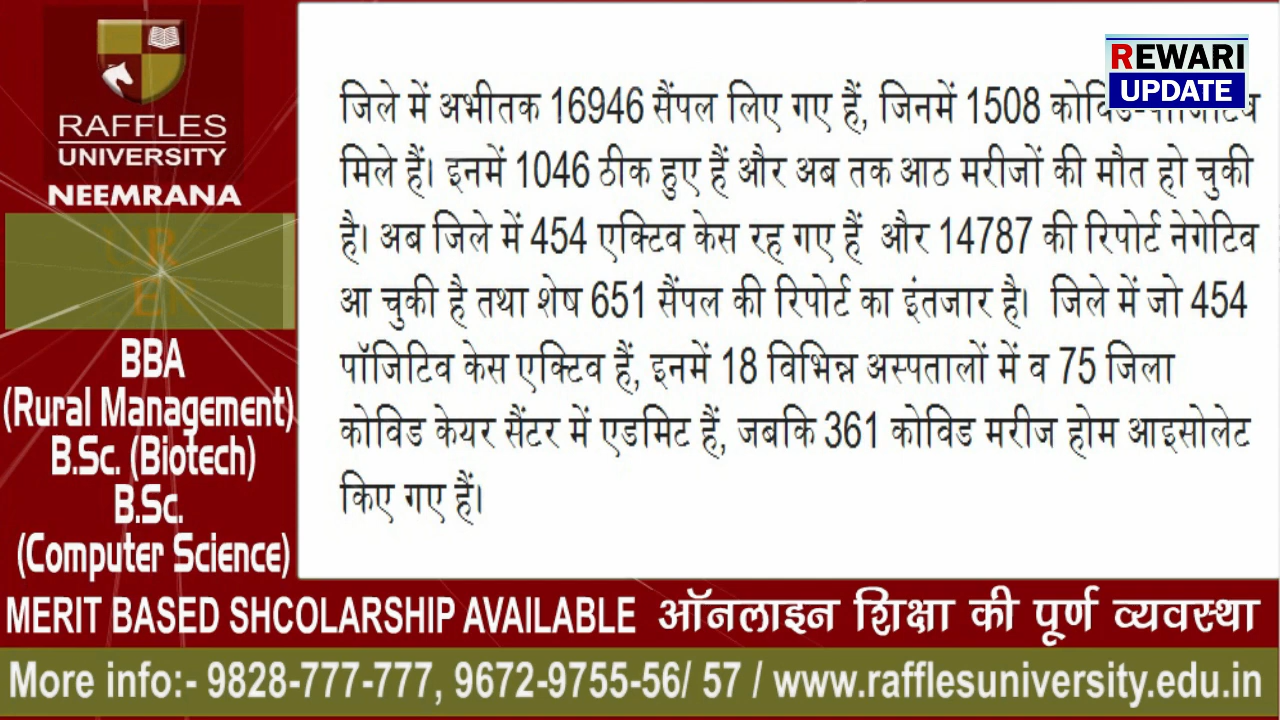 RAFFLES
UNIVERSITY
NEEMRANA
BBA
(Rural Management)
B.Sc. (Biotech)
B.Sc.
(Computer Science)
REWARI
UPDATE
जिले में अभीतक 16946 सैंपल लिए गए हैं, जिनमें 1508 कोविड-पॉजिटिव
मिले हैं। इनमें 1046 ठीक हुए हैं और अब तक आठ मरीजों की मौत हो चुकी
है। अब जिले में 454 एक्टिव केस रह गए हैं और 14787 की रिपोर्ट नेगेटिव
आ चुकी है तथा शेष 651 सैंपल की रिपोर्ट का इंतजार है। जिले में जो 454
पॉजिटिव केस एक्टिव हैं, इनमें 18 विभिन्न अस्पतालों में व 75 जिला
कोविड केयर सैंटर में एडमिट हैं, जबकि 361 कोविड मरीज होम आइसोलेट
किए गए हैं।
MERIT BASED SHCOLARSHIP AVAILABLE ऑनलाइन शिक्षा की पूर्ण व्यवस्था
More info:- 9828-777-777, 9672-9755-56/ 57 / www.rafflesuniversity.edu.in